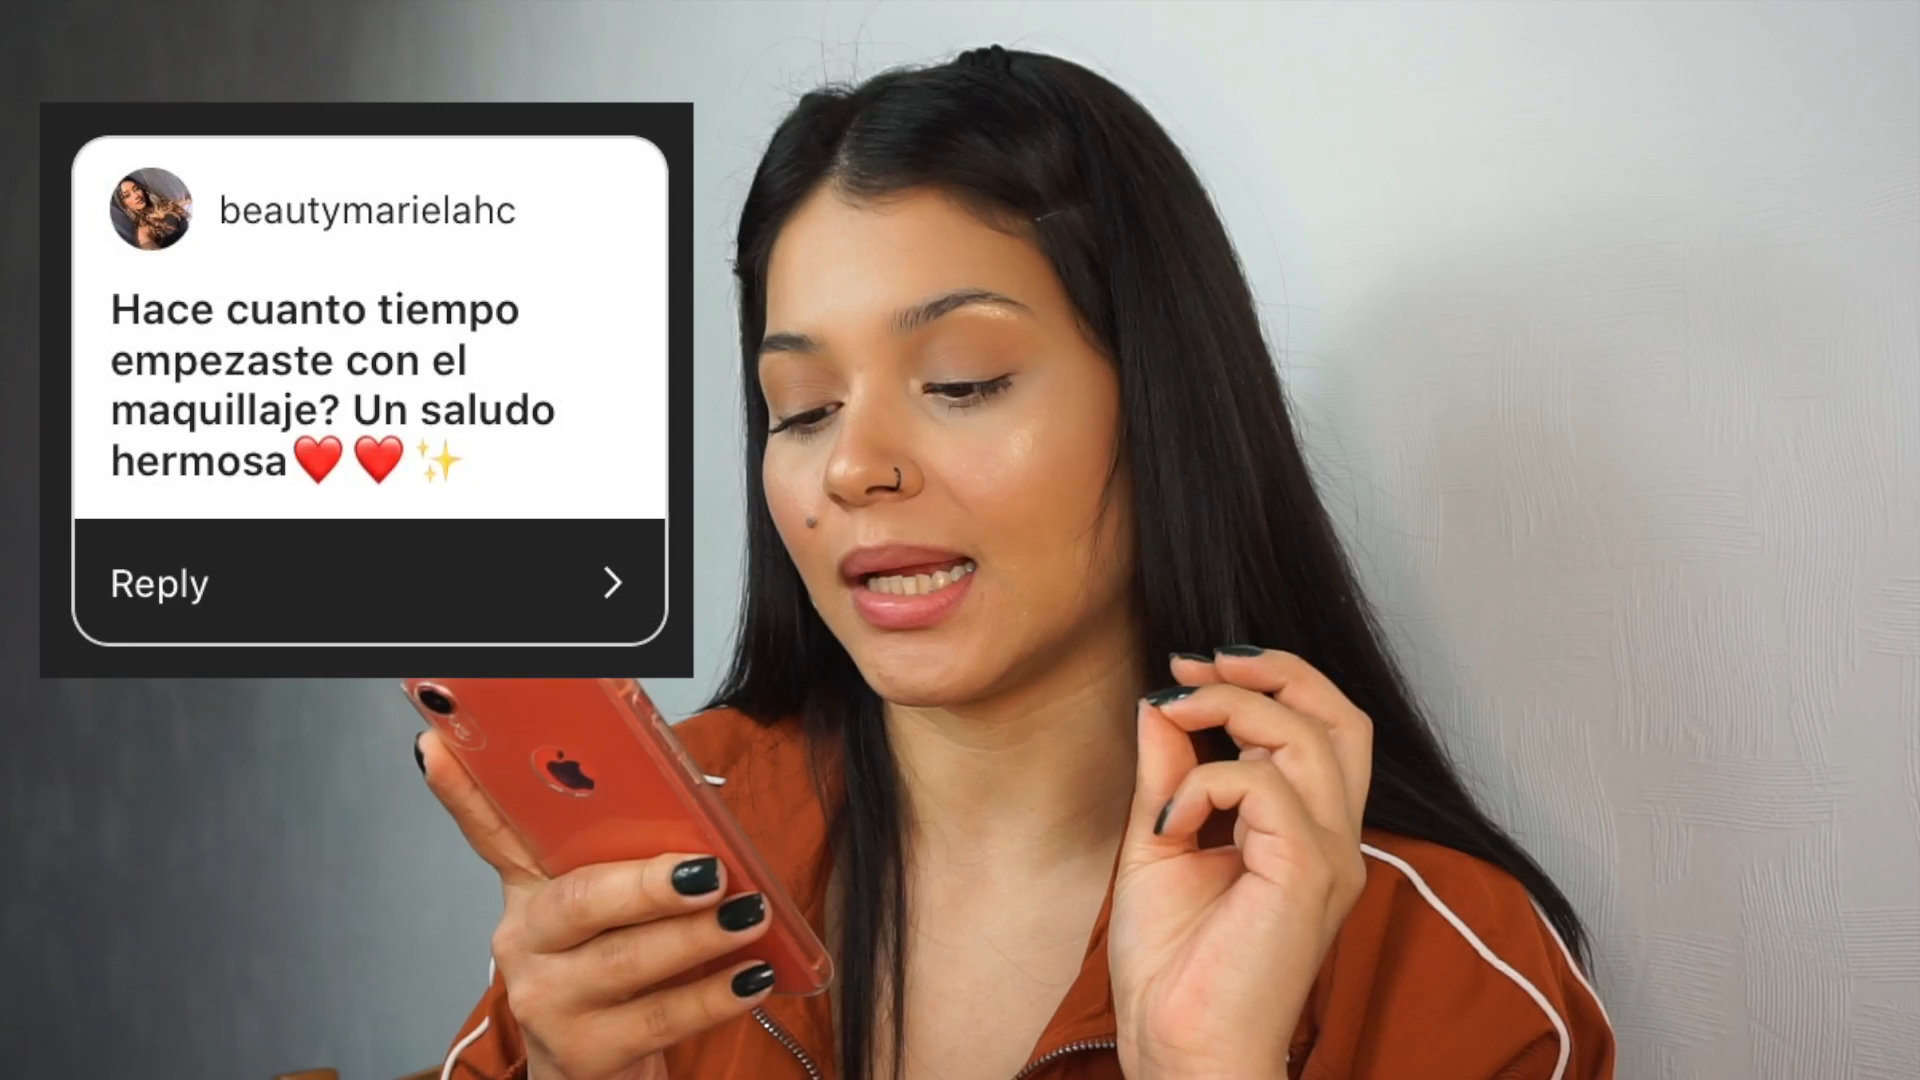 beautymarielahc
Hace cuanto tiempo
empezaste con el
maquillaje? Un saludo
hermosa❤️❤️✨
Reply